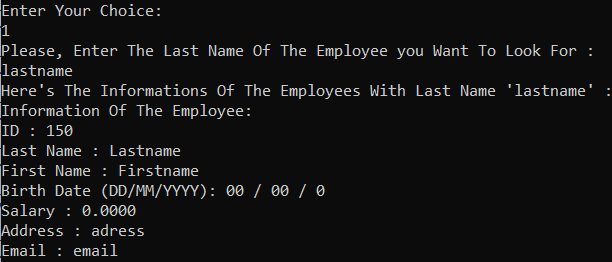 Enter Your Choice:
1
Please, Enter The Last Name Of The Employee you Want To Look For :
lastname
Here's The Informations Of The Employees With Last Name 'lastname' :
Information Of The Employee:
ID : 150
Last Name : Lastname
First Name : Firstname
Birth Date (DD/MM/YYYY): 00 / 00 / 0
Salary : 0.0000
Address : adress
Email : email